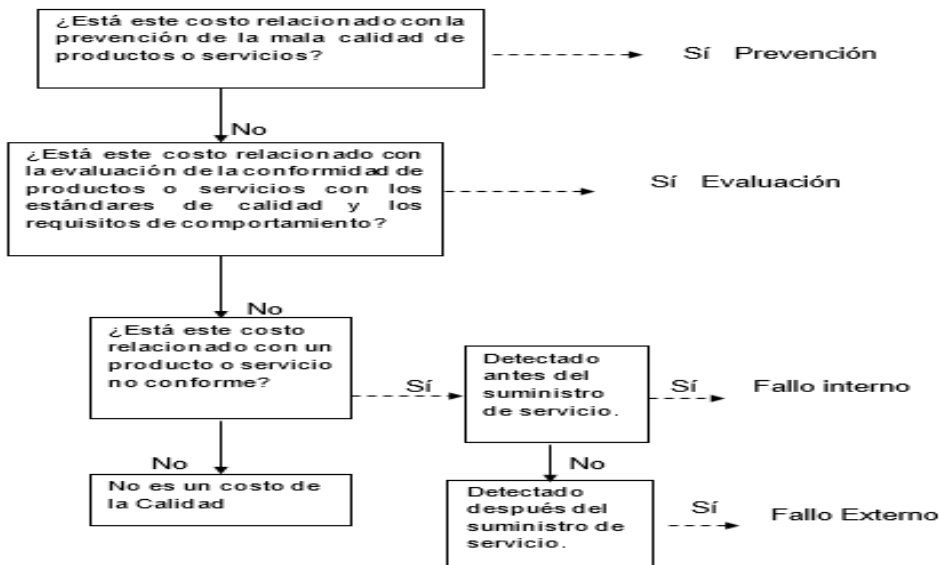 ¿Está este costo relacionado con la
prevención de la mala calidad de
productos o servicios?
Sí Prevención
No
¿Está este costo relacionado con
la evaluación de la conformidad de
productos o servicios con los
estándares de calidad y los
requisitos de comportamiento?
Sí Evaluación
No
¿Está este costo
relacionado con un
producto o servicio
no conforme?
Sí
Detectado
antes del
suministro
de servicio.
Sí
Fallo interno
No
No es un costo de
la Calidad
No
Detectado
después del
suministro de
servicio.
Sí
Fallo Externo